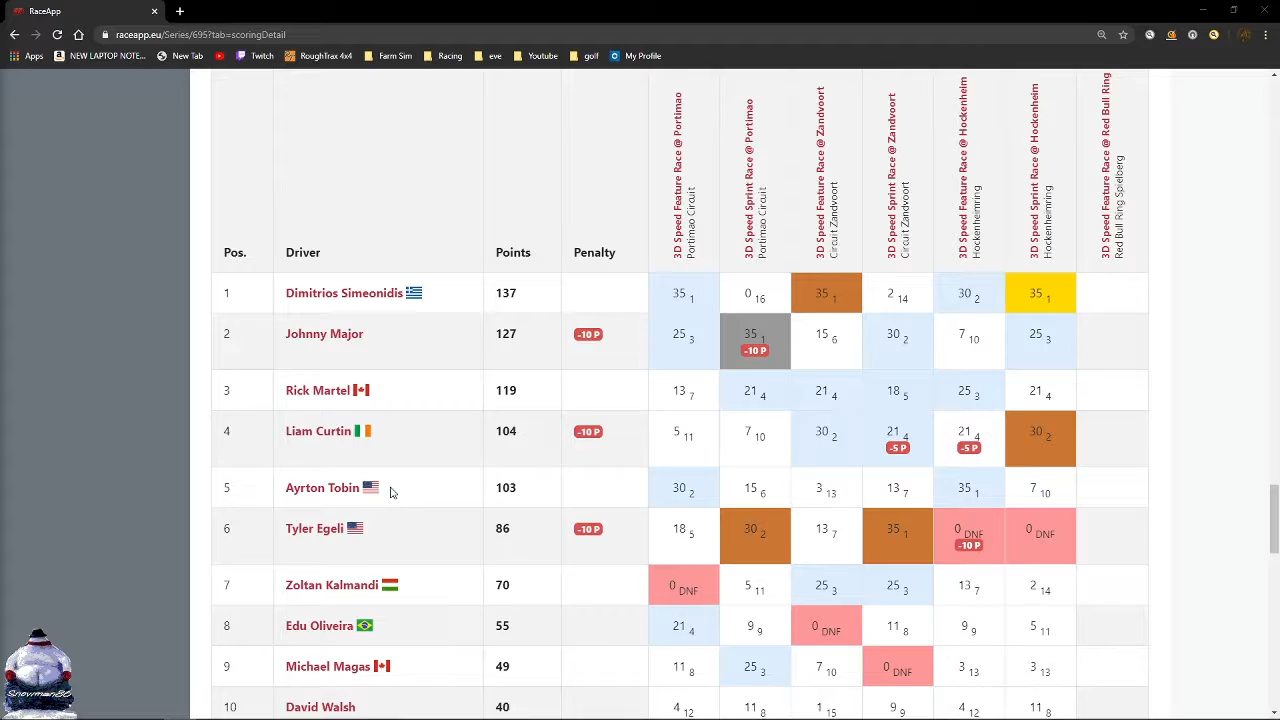 RaceApp
raceapp.eu/Series/695?tab=scoringDetail
Apps
NEW LAPTOP NOTE...
New Tab
Twitch
RoughTrax 4x4
Farm Sim
Racing
eve
Youtube
golf
My Profile
Pos. Driver Points Penalty
3D Speed Feature Race @ Portimao
Portimao Circuit
3D Speed Sprint Race @ Portimao
Portimao Circuit
3D Speed Feature Race @ Zandvoort
Circuit Zandvoort
3D Speed Sprint Race @ Zandvoort
Circuit Zandvoort
3D Speed Feature Race @ Hockenheim
Hockenheimring
3D Speed Sprint Race @ Hockenheim
Hockenheimring
3D Speed Feature Race @ Red Bull Ring
Red Bull Ring Spielberg
1 Dimitrios Simeonidis 137 35 1 0 16 35 1 2 14 30 2 35 1
2 Johnny Major 127 -10 P 25 3 35 1 15 6 30 2 7 10 25 3
-10 P
3 Rick Martel 119 13 7 21 4 21 4 18 5 25 3 21 4
4 Liam Curtin 104 -10 P 5 11 7 10 30 2 21 4 21 4 30 2
-5 P -5 P
5 Ayrton Tobin 103 30 2 15 6 3 13 13 7 35 1 7 10
6 Tyler Egeli 86 -10 P 18 5 30 2 13 7 35 1 0 DNF 0 DNF
-10 P
7 Zoltan Kalmandi 70 0 DNF 5 11 25 3 25 3 13 7 2 14
8 Edu Oliveira 55 21 4 9 9 0 DNF 11 8 9 9 5 11
9 Michael Magas 49 11 8 25 3 7 10 0 DNF 3 13 3 13
10 David Walsh 40 4 12 11 8 1 15 9 9 4 12 11 8
Snowman90